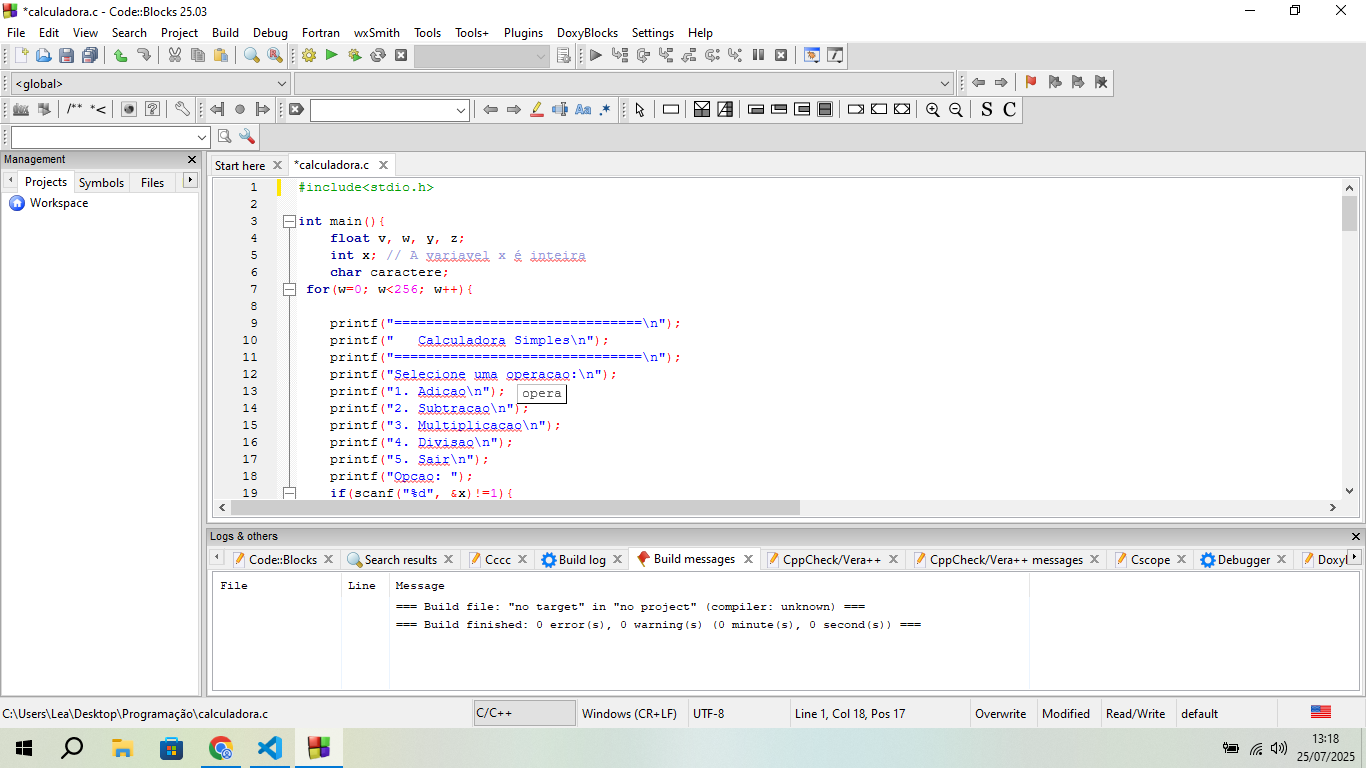 *calculadora.c - Code::Blocks 25.03
File Edit View Search Project Build Debug Fortran wxSmith Tools Tools+ Plugins DoxyBlocks Settings Help
<global>
/** *<
Aa .*
S C
Management
Projects Symbols Files
Workspace
Start here *calculadora.c
1 #include<stdio.h>
2
3 int main(){
4 float v, w, y, z;
5 int x; // A variavel x é inteira
6 char caractere;
7 for(w=0; w<256; w++){
8
9 printf("===============================\n");
10 printf("   Calculadora Simples\n");
11 printf("===============================\n");
12 printf("Selecione uma operacao:\n");
13 printf("1. Adicao\n");
opera
14 printf("2. Subtracao\n");
15 printf("3. Multiplicacao\n");
16 printf("4. Divisao\n");
17 printf("5. Sair\n");
18 printf("Opcao: ");
19 if(scanf("%d", &x)!=1){
Logs & others
Code::Blocks Search results Cccc Build log Build messages CppCheck/Vera++ CppCheck/Vera++ messages Cscope Debugger Doxyl
File Line Message
=== Build file: "no target" in "no project" (compiler: unknown) ===
=== Build finished: 0 error(s), 0 warning(s) (0 minute(s), 0 second(s)) ===
C:\Users\Lea\Desktop\Programação\calculadora.c C/C++ Windows (CR+LF) UTF-8 Line 1, Col 18, Pos 17 Overwrite Modified Read/Write default
13:18
25/07/2025